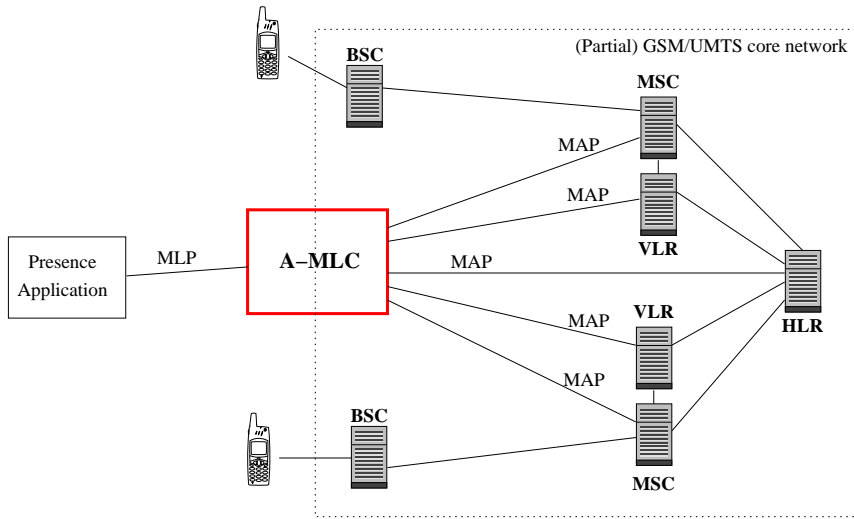 (Partial) GSM/UMTS core network
BSC
MSC
MAP
MAP
VLR
Presence
Application
MLP
A−MLC
MAP
HLR
VLR
MAP
MAP
BSC
MSC